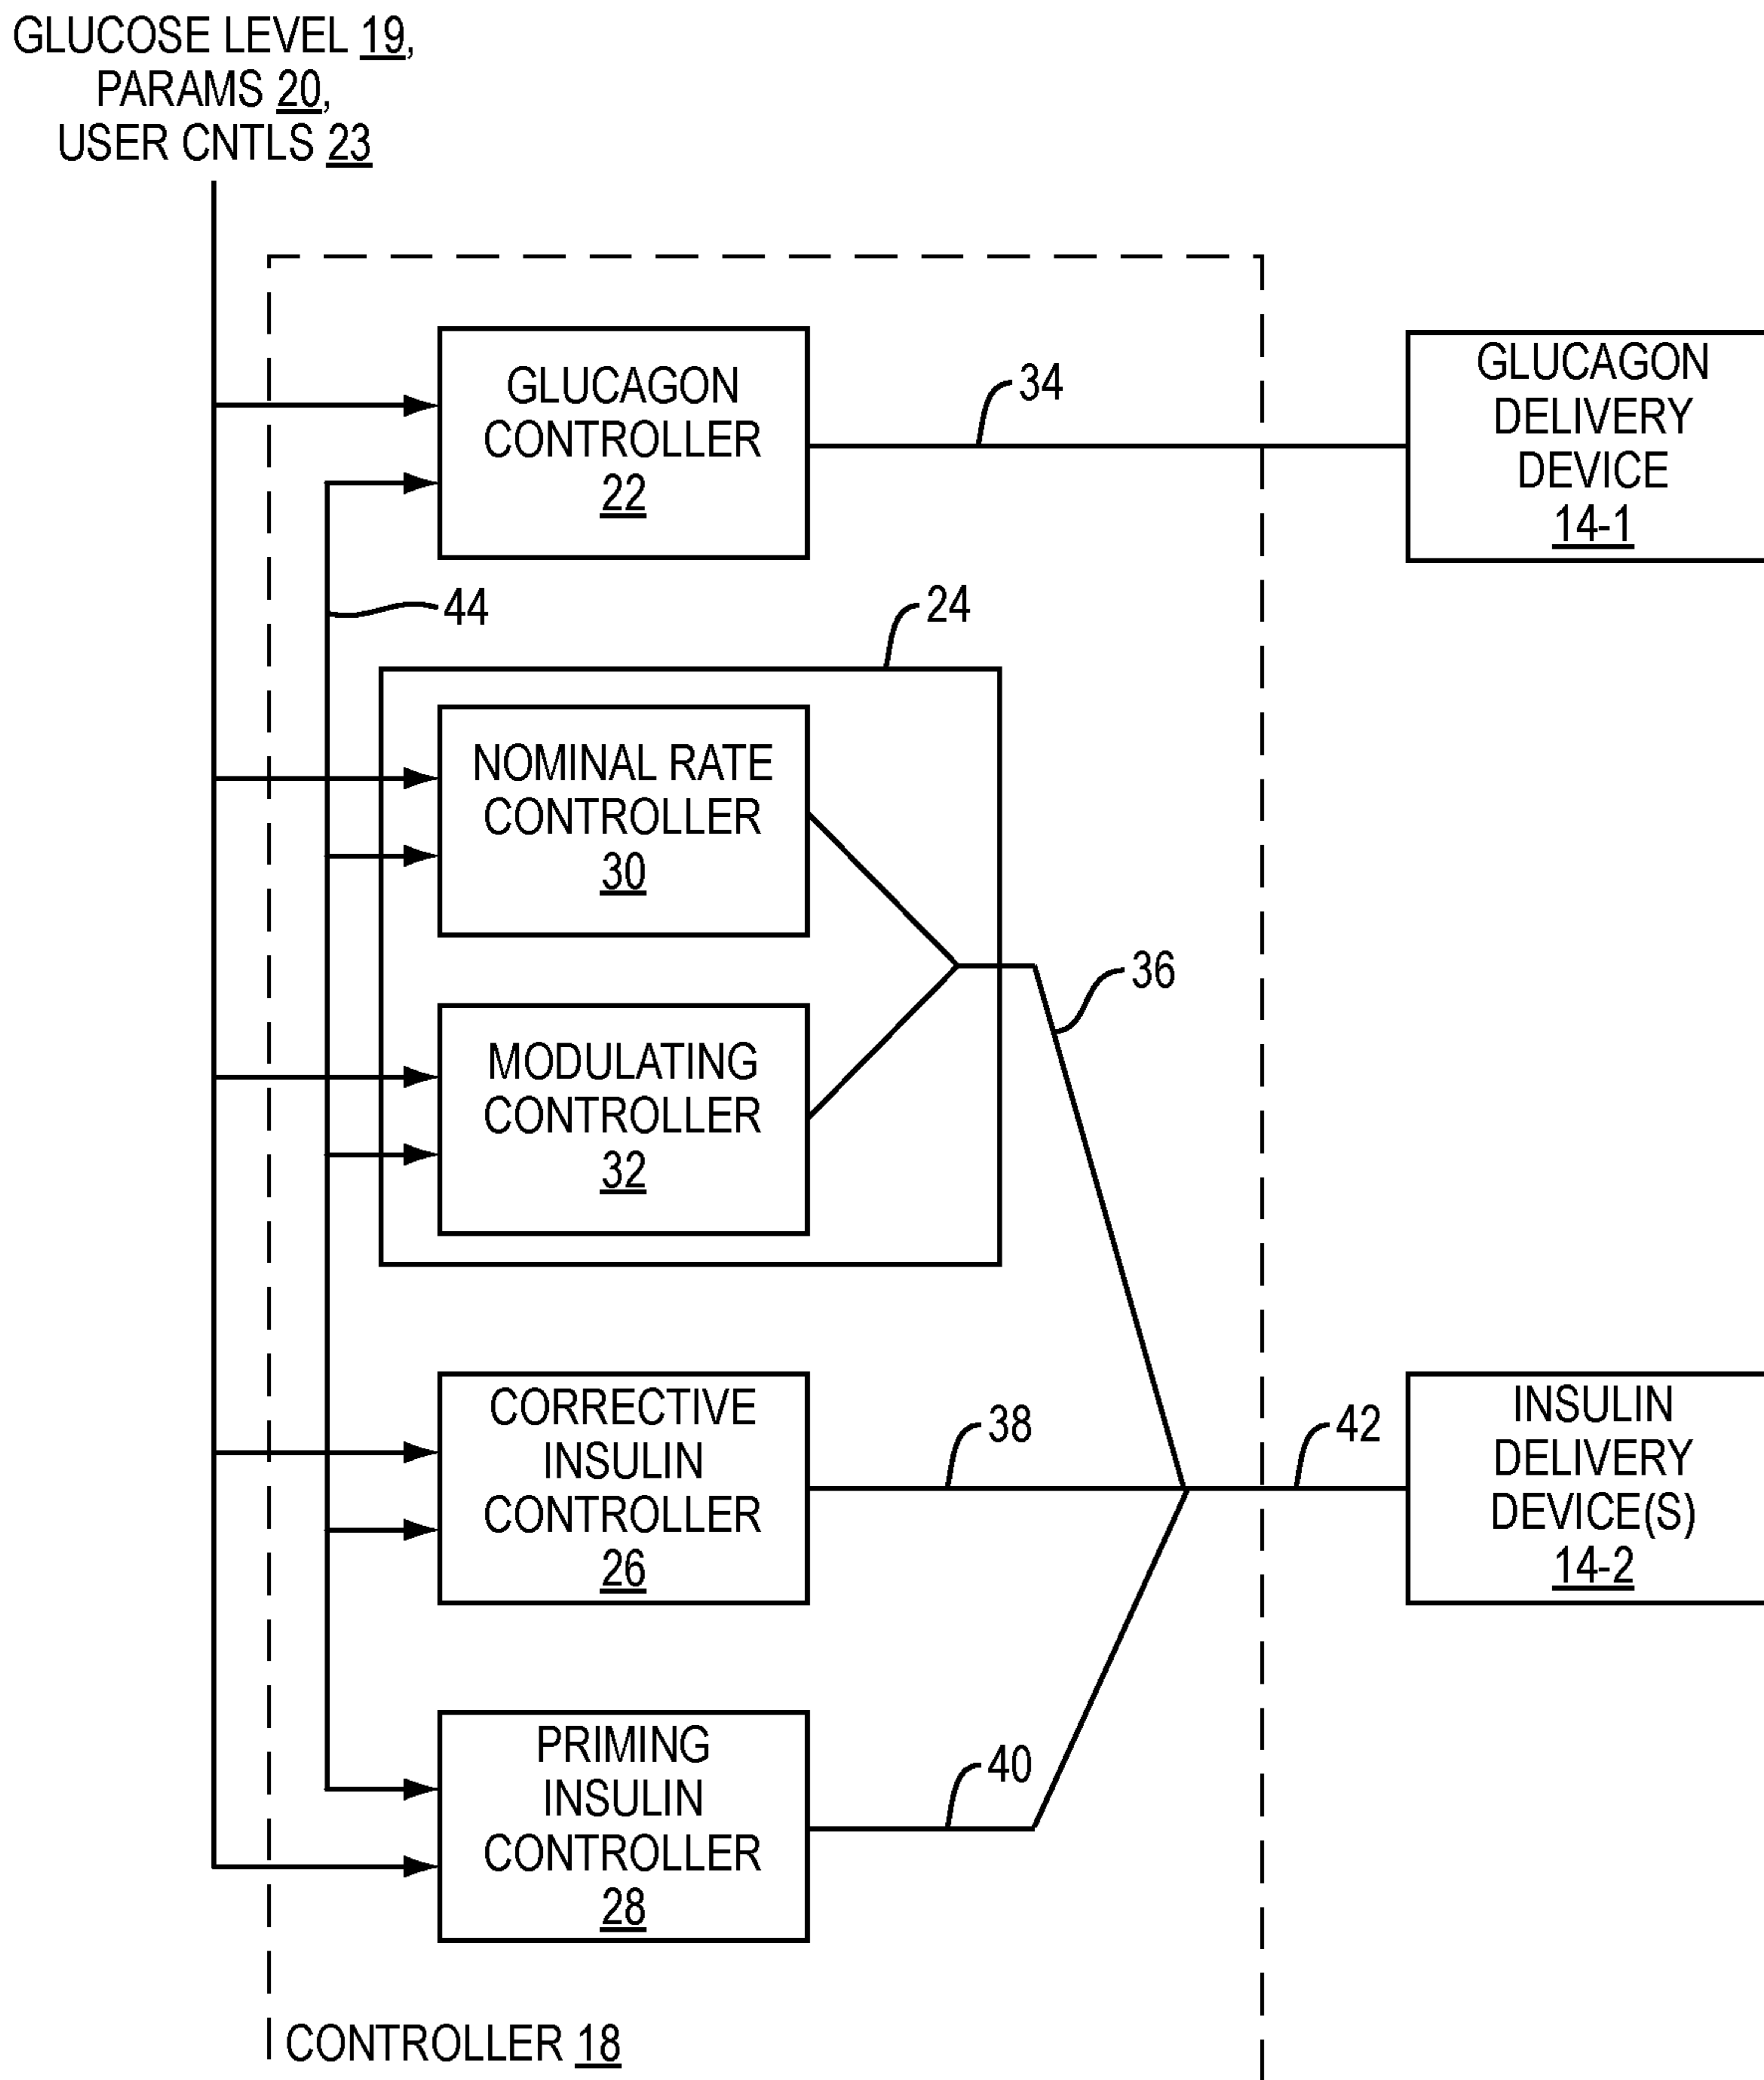 GLUCOSE LEVEL 19,
PARAMS 20,
USER CNTLS 23
GLUCAGON
CONTROLLER
22
34
GLUCAGON
DELIVERY
DEVICE
14-1
44
24
NOMINAL RATE
CONTROLLER
30
36
MODULATING
CONTROLLER
32
CORRECTIVE
INSULIN
CONTROLLER
26
38
42
INSULIN
DELIVERY
DEVICE(S)
14-2
PRIMING
INSULIN
CONTROLLER
28
40
CONTROLLER 18